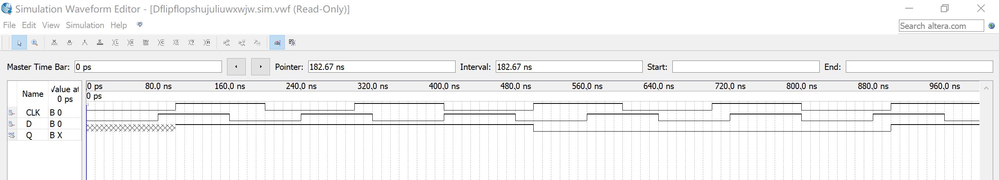 Simulation Waveform Editor - [Dflipflopshujuliuwxwjw.sim.vwf (Read-Only)]
File Edit View Simulation Help
Search altera.com
Master Time Bar: 0 ps Pointer: 182.67 ns Interval: 182.67 ns Start: End:
Name
Value at
0 ps
0 ps 80.0 ns 160.0 ns 240.0 ns 320.0 ns 400.0 ns 480.0 ns 560.0 ns 640.0 ns 720.0 ns 800.0 ns 880.0 ns 960.0 ns
0 ps
in CLK B 0
in D B 0
out Q B X